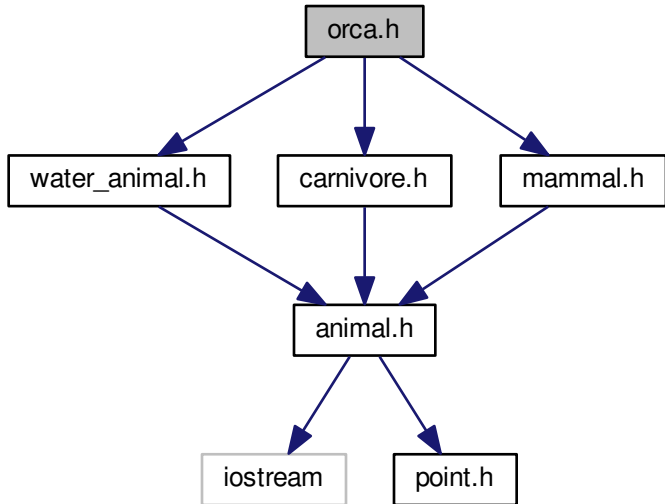 orca.h
water_animal.h
carnivore.h
mammal.h
animal.h
iostream
point.h